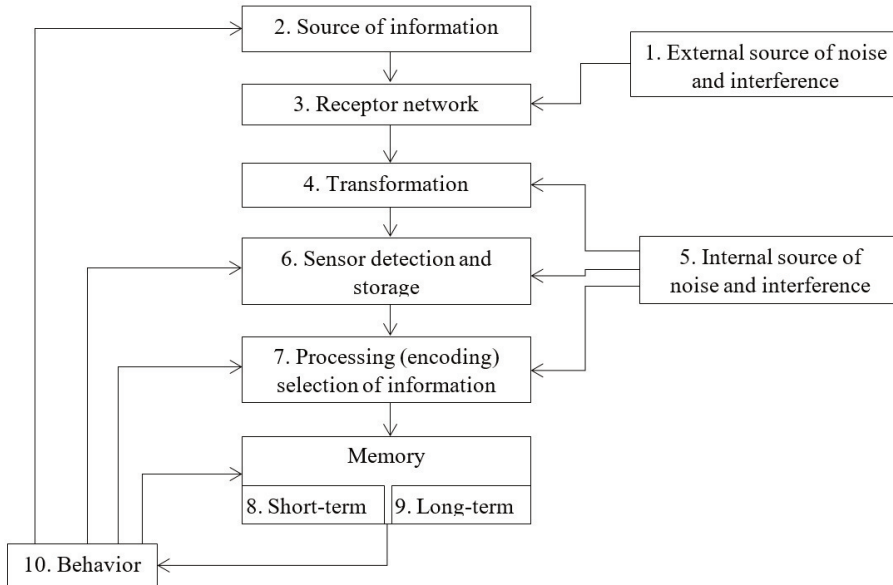 2. Source of information
1. External source of noise
and interference
3. Receptor network
4. Transformation
6. Sensor detection and
storage
5. Internal source of
noise and interference
7. Processing (encoding)
selection of information
Memory
8. Short-term
9. Long-term
10. Behavior